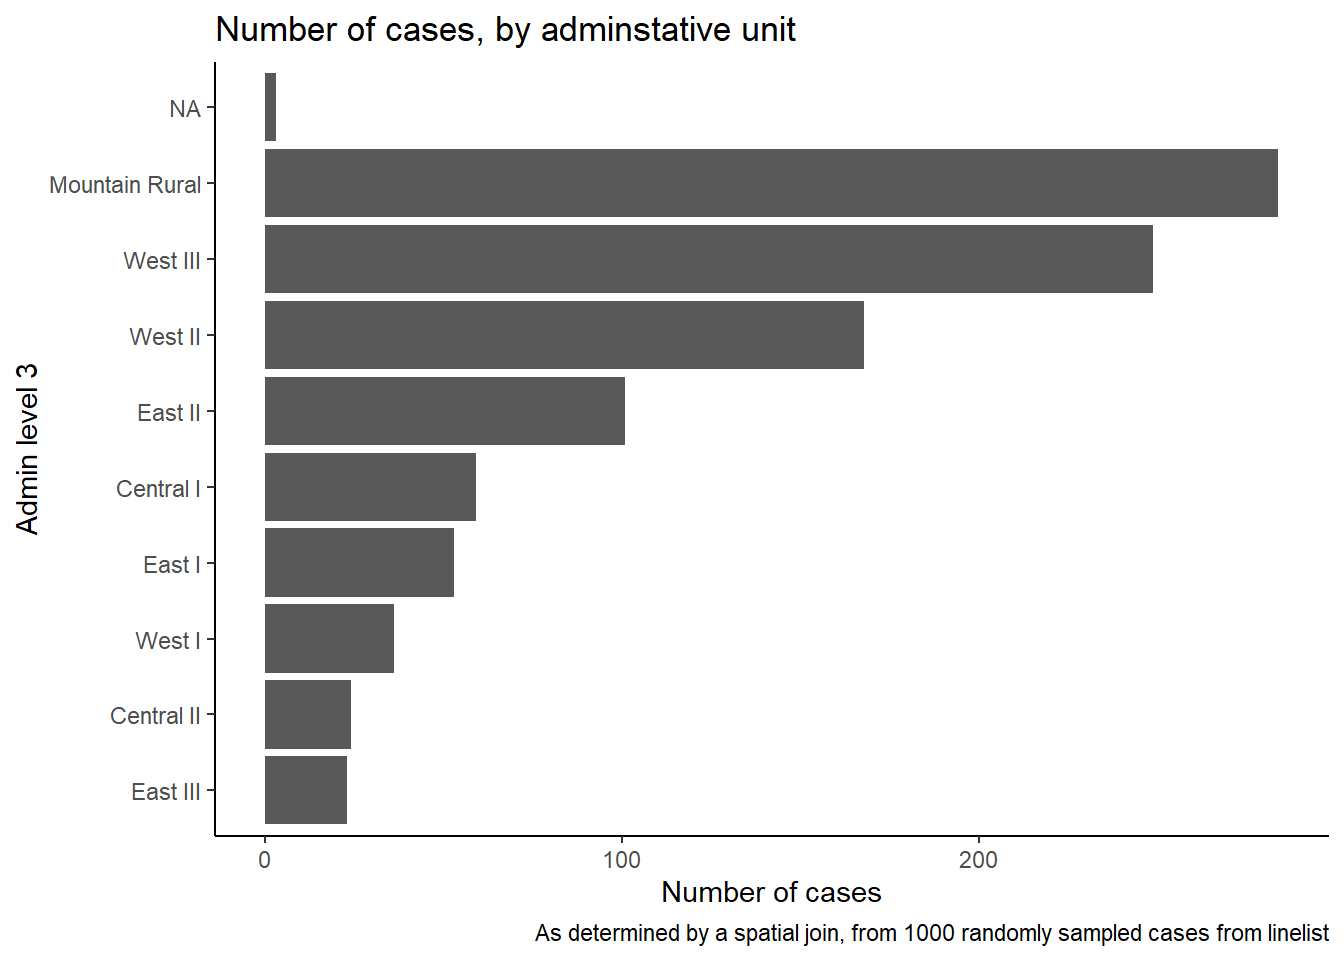 Number of cases, by adminstative unit
NA
Mountain Rural
West III
West II
East II
Central I
East I
West I
Central II
East III
Admin level 3
0 100 200
Number of cases
As determined by a spatial join, from 1000 randomly sampled cases from linelist